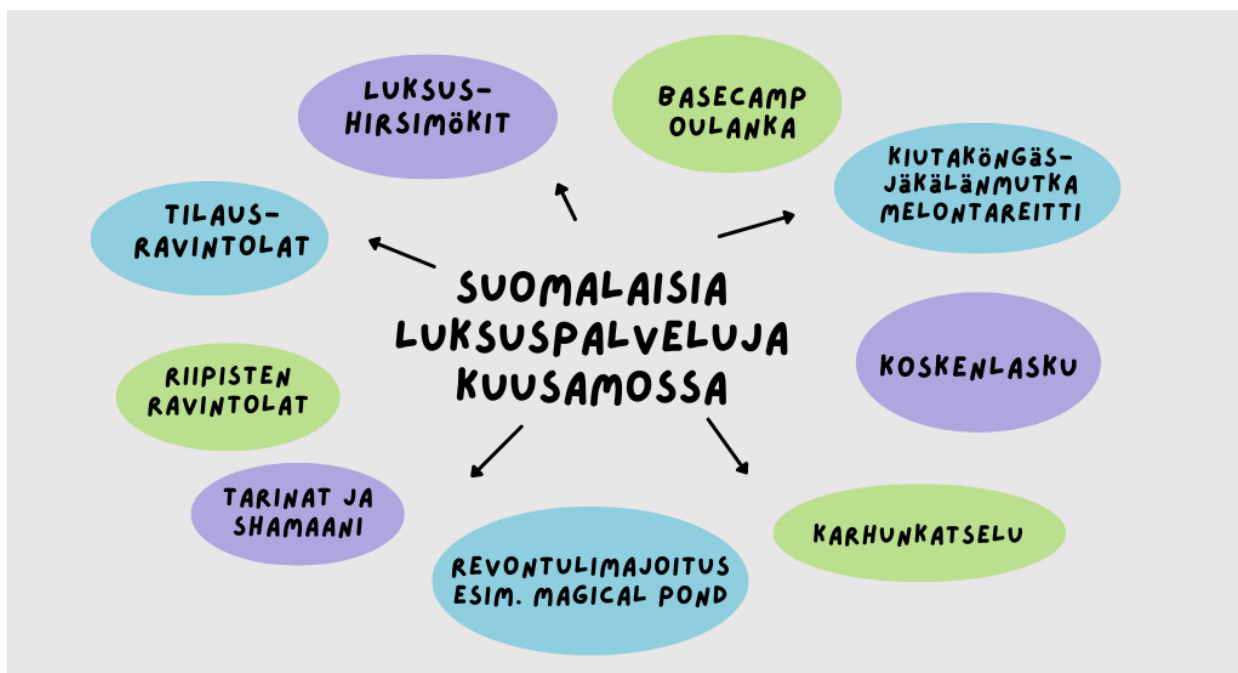 LUKSUS-
HIRSIMÖKIT
BASECAMP
OULANKA
KIUTAKÖNGÄS-
JÄKÄLÄNMUTKA
MELONTAREITTI
TILAUS-
RAVINTOLAT
SUOMALAISIA
LUKSUSPALVELUJA
KUUSAMOSSA
KOSKENLASKU
RIIPISTEN
RAVINTOLAT
TARINAT JA
SHAMAANI
REVONTULIMAJOITUS
ESIM. MAGICAL POND
KARHUNKATSELU